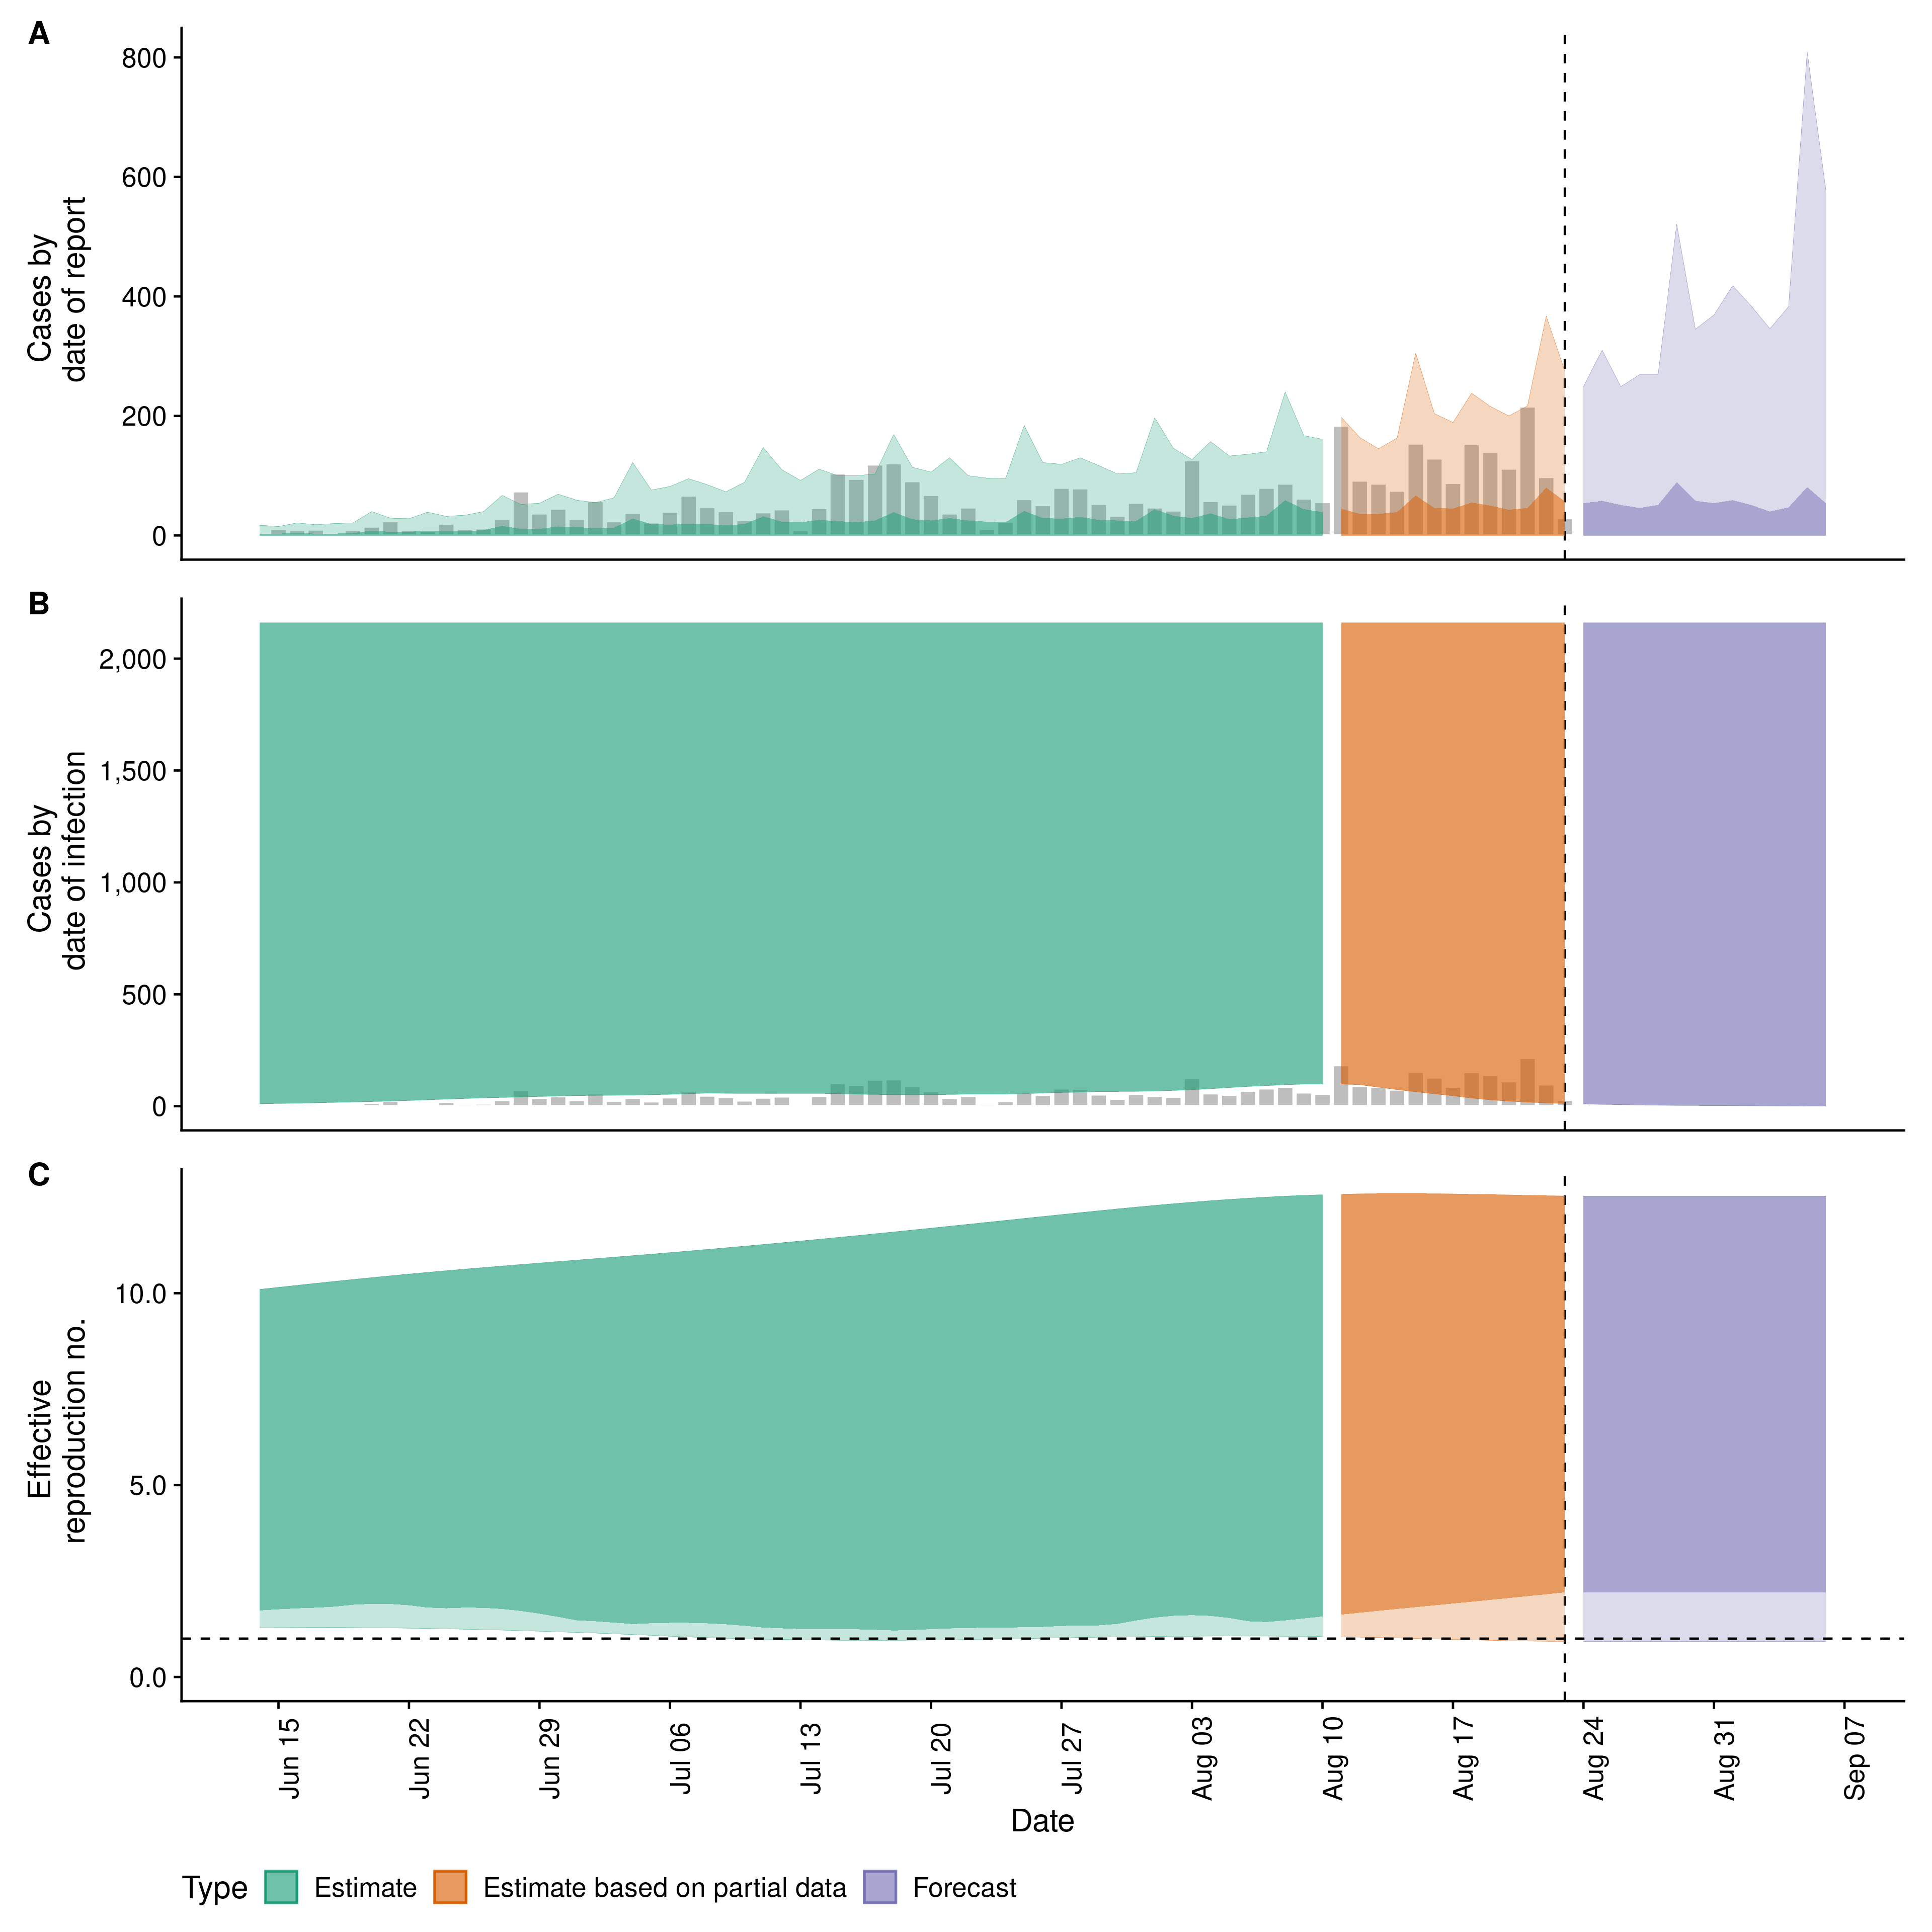 A
800
600
400
200
0
Cases by
date of report
B
2,000
1,500
1,000
500
0
Cases by
date of infection
C
10.0
5.0
0.0
Effective
reproduction no.
Jun 15
Jun 22
Jun 29
Jul 06
Jul 13
Jul 20
Jul 27
Aug 03
Aug 10
Aug 17
Aug 24
Aug 31
Sep 07
Date
Type Estimate Estimate based on partial data Forecast